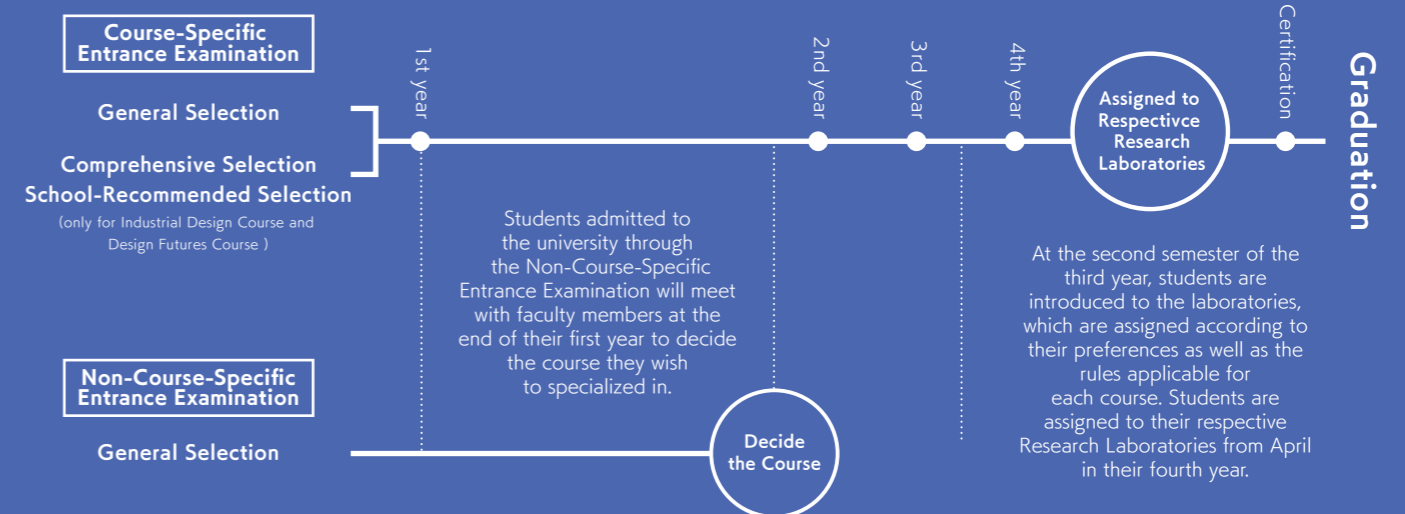 Course-Specific
Entrance Examination
General Selection
Comprehensive Selection
School-Recommended Selection
(only for Industrial Design Course and
Design Futures Course )
1st year
2nd year
3rd year
4th year
Assigned to
Respectivce
Research
Laboratories
Certification
Graduation
Students admitted to
the university through
the Non-Course-Specific
Entrance Examination will meet
with faculty members at the
end of their first year to decide
the course they wish
to specialized in.
At the second semester of the
third year, students are
introduced to the laboratories,
which are assigned according to
their preferences as well as the
rules applicable for
each course. Students are
assigned to their respective
Research Laboratories from April
in their fourth year.
Non-Course-Specific
Entrance Examination
General Selection
Decide
the Course